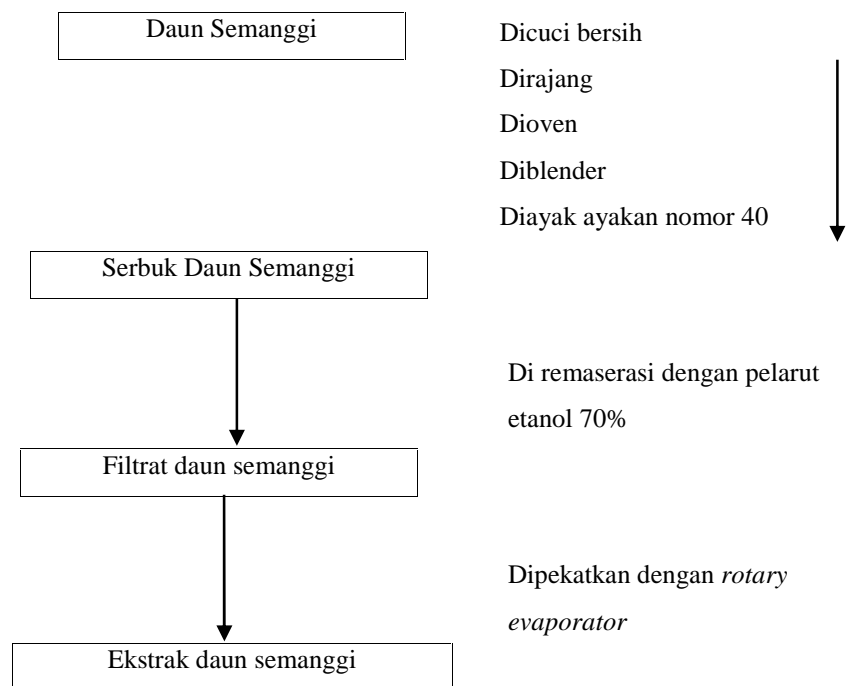 Daun Semanggi
Dicuci bersih
Dirajang
Dioven
Diblender
Diayak ayakan nomor 40
Serbuk Daun Semanggi
Di remaserasi dengan pelarut
etanol 70%
Filtrat daun semanggi
Dipekatkan dengan rotary
evaporator
Ekstrak daun semanggi